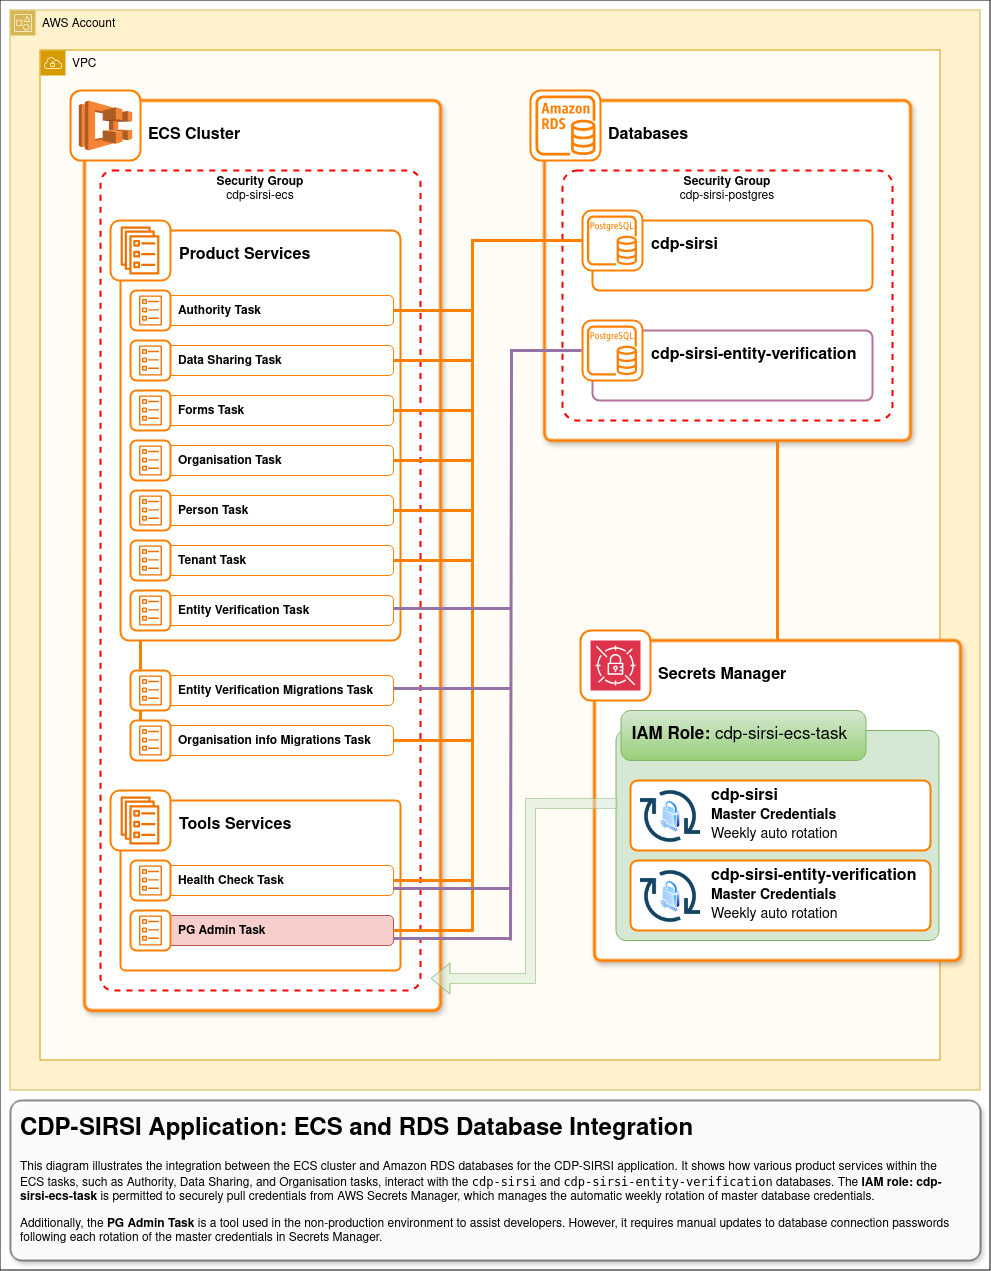 AWS Account
VPC
ECS Cluster
Security Group
cdp-sirsi-ecs
Product Services
Authority Task
Data Sharing Task
Forms Task
Organisation Task
Person Task
Tenant Task
Entity Verification Task
Entity Verification Migrations Task
Organisation info Migrations Task
Tools Services
Health Check Task
PG Admin Task
Amazon
RDS
Databases
Security Group
cdp-sirsi-postgres
PostgreSQL
cdp-sirsi
PostgreSQL
cdp-sirsi-entity-verification
Secrets Manager
IAM Role: cdp-sirsi-ecs-task
cdp-sirsi
Master Credentials
Weekly auto rotation
cdp-sirsi-entity-verification
Master Credentials
Weekly auto rotation
CDP-SIRSI Application: ECS and RDS Database Integration
This diagram illustrates the integration between the ECS cluster and Amazon RDS databases for the CDP-SIRSI application. It shows how various product services within the
ECS tasks, such as Authority, Data Sharing, and Organisation tasks, interact with the cdp-sirsi and cdp-sirsi-entity-verification databases. The IAM role: cdp-
sirsi-ecs-task is permitted to securely pull credentials from AWS Secrets Manager, which manages the automatic weekly rotation of master database credentials.
Additionally, the PG Admin Task is a tool used in the non-production environment to assist developers. However, it requires manual updates to database connection passwords
following each rotation of the master credentials in Secrets Manager.